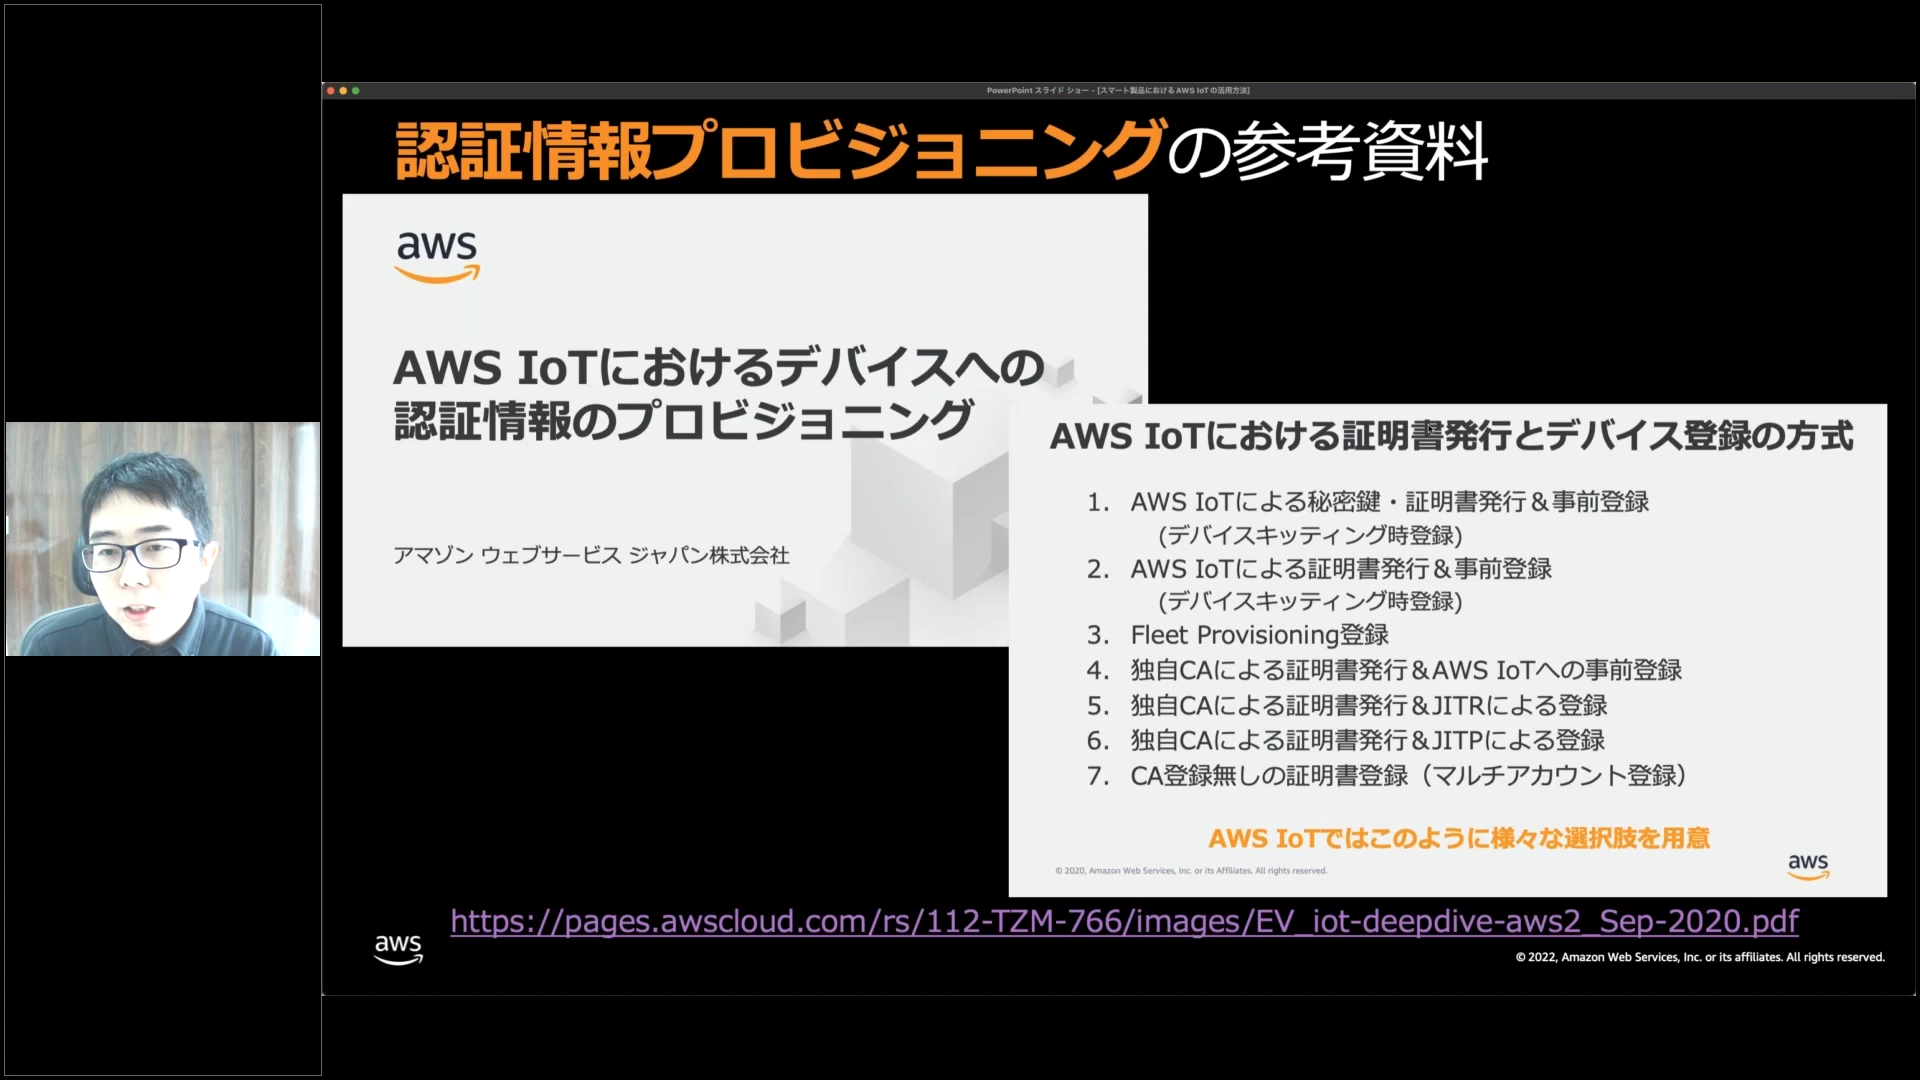 PowerPoint スライド ショー - [スマート製品における AWS IoT の活用方法]
認証情報プロビジョニングの参考資料
aws
AWS IoTにおけるデバイスへの
認証情報のプロビジョニング
アマゾン ウェブサービス ジャパン株式会社
AWS IoTにおける証明書発行とデバイス登録の方式
1. AWS IoTによる秘密鍵・証明書発行＆事前登録
(デバイスキッティング時登録)
2. AWS IoTによる証明書発行＆事前登録
(デバイスキッティング時登録)
3. Fleet Provisioning登録
4. 独自CAによる証明書発行＆AWS IoTへの事前登録
5. 独自CAによる証明書発行＆JITRによる登録
6. 独自CAによる証明書発行＆JITPによる登録
7. CA登録無しの証明書登録（マルチアカウント登録）
AWS IoTではこのように様々な選択肢を用意
© 2020, Amazon Web Services, Inc. or its Affiliates. All rights reserved.
aws
https://pages.awscloud.com/rs/112-TZM-766/images/EV_iot-deepdive-aws2_Sep-2020.pdf
aws
© 2022, Amazon Web Services, Inc. or its affiliates. All rights reserved.